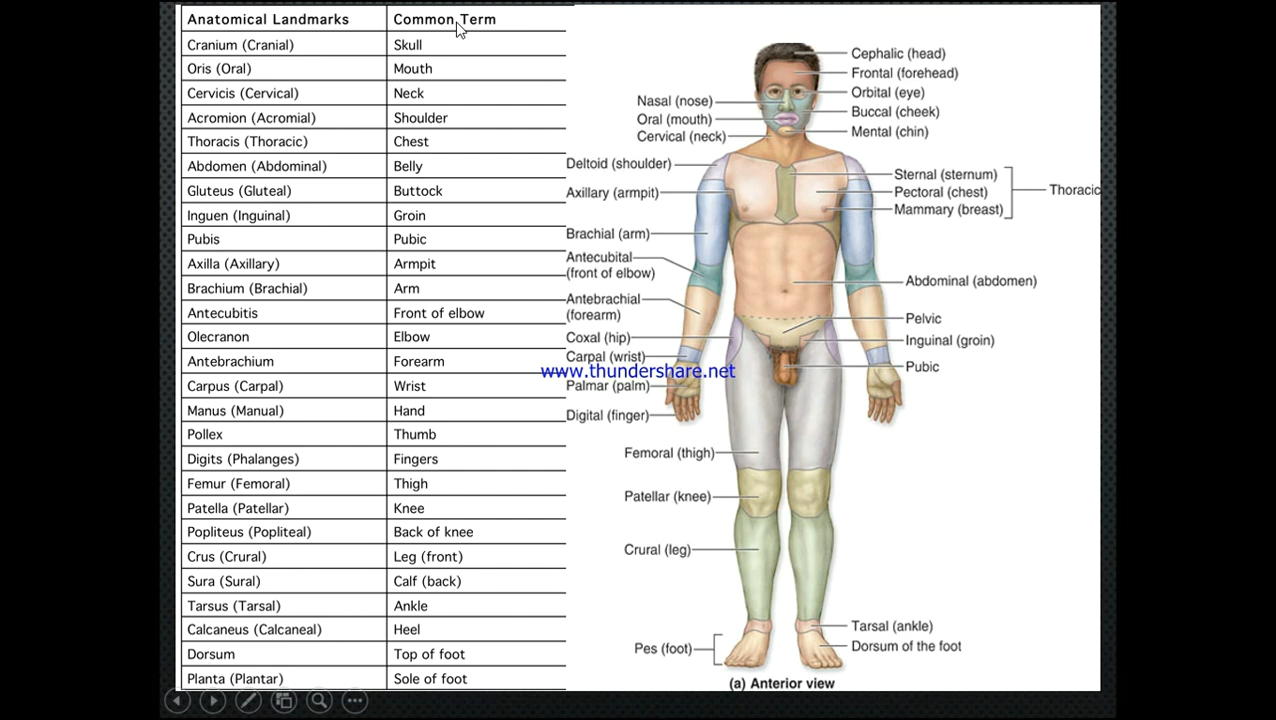 Anatomical Landmarks Common Term
Cranium (Cranial) Skull
Oris (Oral) Mouth
Cervicis (Cervical) Neck
Acromion (Acromial) Shoulder
Thoracis (Thoracic) Chest
Abdomen (Abdominal) Belly
Gluteus (Gluteal) Buttock
Inguen (Inguinal) Groin
Pubis Pubic
Axilla (Axillary) Armpit
Brachium (Brachial) Arm
Antecubitis Front of elbow
Olecranon Elbow
Antebrachium Forearm
Carpus (Carpal) Wrist
Manus (Manual) Hand
Pollex Thumb
Digits (Phalanges) Fingers
Femur (Femoral) Thigh
Patella (Patellar) Knee
Popliteus (Popliteal) Back of knee
Crus (Crural) Leg (front)
Sura (Sural) Calf (back)
Tarsus (Tarsal) Ankle
Calcaneus (Calcaneal) Heel
Dorsum Top of foot
Planta (Plantar) Sole of foot
Nasal (nose)
Oral (mouth)
Cervical (neck)
Deltoid (shoulder)
Axillary (armpit)
Brachial (arm)
Antecubital
(front of elbow)
Antebrachial
(forearm)
Coxal (hip)
Carpal (wrist)
www.thundershare.net
Palmar (palm)
Digital (finger)
Femoral (thigh)
Patellar (knee)
Crural (leg)
Pes (foot)
Cephalic (head)
Frontal (forehead)
Orbital (eye)
Buccal (cheek)
Mental (chin)
Sternal (sternum)
Pectoral (chest)
Mammary (breast)
Thoracic
Abdominal (abdomen)
Pelvic
Inguinal (groin)
Pubic
Tarsal (ankle)
Dorsum of the foot
(a) Anterior view